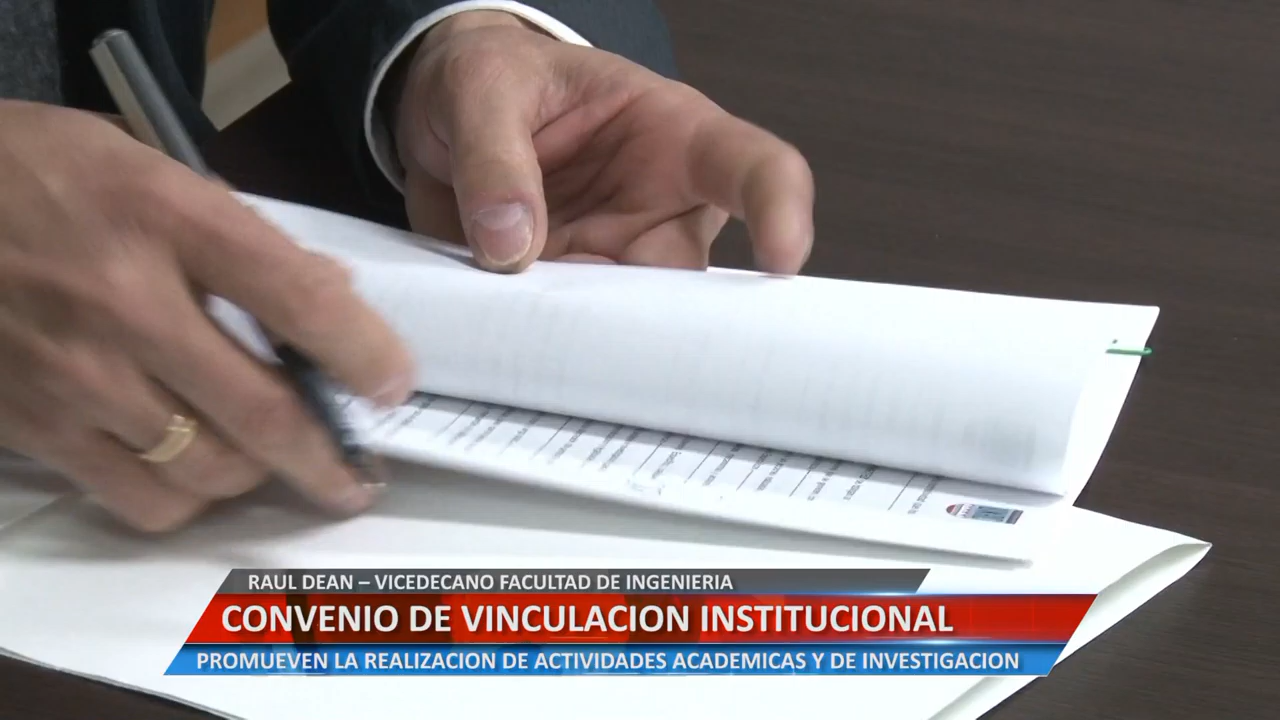 RAUL DEAN – VICEDECANO FACULTAD DE INGENIERIA
CONVENIO DE VINCULACION INSTITUCIONAL
PROMUEVEN LA REALIZACION DE ACTIVIDADES ACADEMICAS Y DE INVESTIGACION